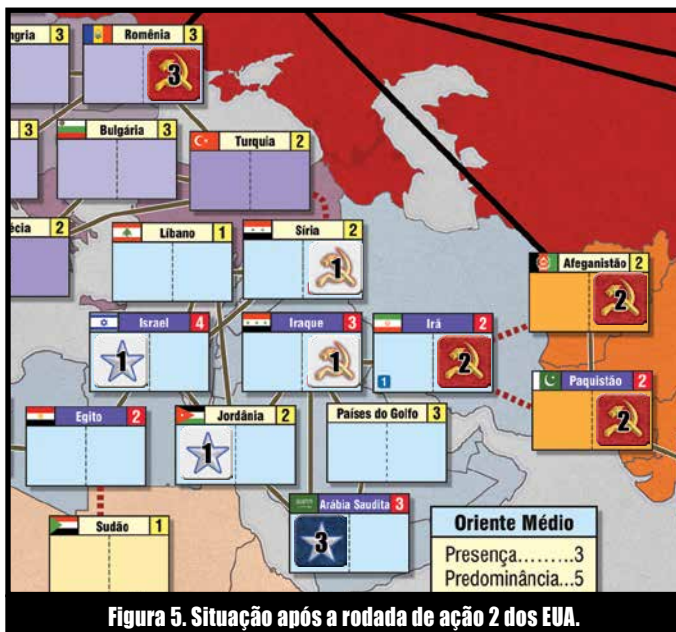 ngria 3
Romênia 3
3
3
Bulgária 3
Turquia 2
écia 2
Líbano 1
Síria 2
1
Afeganistão 2
2
Israel 4
1
Iraque 3
1
Irã 2
1
2
Paquistão 2
2
Egito 2
Jordânia 2
1
Países do Golfo 3
Sudão 1
Arábia Saudita 3
3
Oriente Médio
Presença.........3
Predominância...5
Figura 5. Situação após a rodada de ação 2 dos EUA.